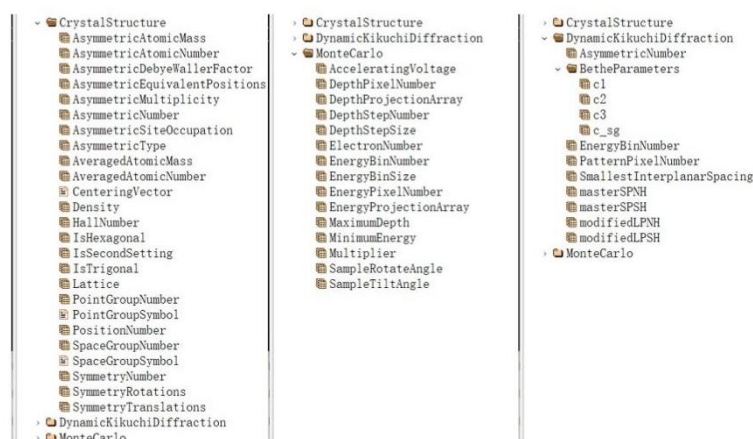 CrystalStructure
AsymmetricAtomicMass
AsymmetricAtomicNumber
AsymmetricDebyeWallerFactor
AsymmetricEquivalentPositions
AsymmetricMultiplicity
AsymmetricNumber
AsymmetricSiteOccupation
AsymmetricType
AveragedAtomicMass
AveragedAtomicNumber
CenteringVector
Density
HallNumber
IsHexagonal
IsSecondSetting
IsTrigonal
Lattice
PointGroupNumber
PointGroupSymbol
PositionNumber
SpaceGroupNumber
SpaceGroupSymbol
SymmetryNumber
SymmetryRotations
SymmetryTranslations
DynamicKikuchiDiffraction
MonteCarlo
CrystalStructure
DynamicKikuchiDiffraction
MonteCarlo
AcceleratingVoltage
DepthPixelNumber
DepthProjectionArray
DepthStepNumber
DepthStepSize
ElectronNumber
EnergyBinNumber
EnergyBinSize
EnergyPixelNumber
EnergyProjectionArray
MaximumDepth
MinimumEnergy
Multiplier
SampleRotateAngle
SampleTiltAngle
CrystalStructure
DynamicKikuchiDiffraction
AsymmetricNumber
BetheParameters
c1
c2
c3
c_sg
EnergyBinNumber
PatternPixelNumber
SmallestInterplanarSpacing
masterSPNH
masterSPSH
modifiedLPNH
modifiedLPSH
MonteCarlo